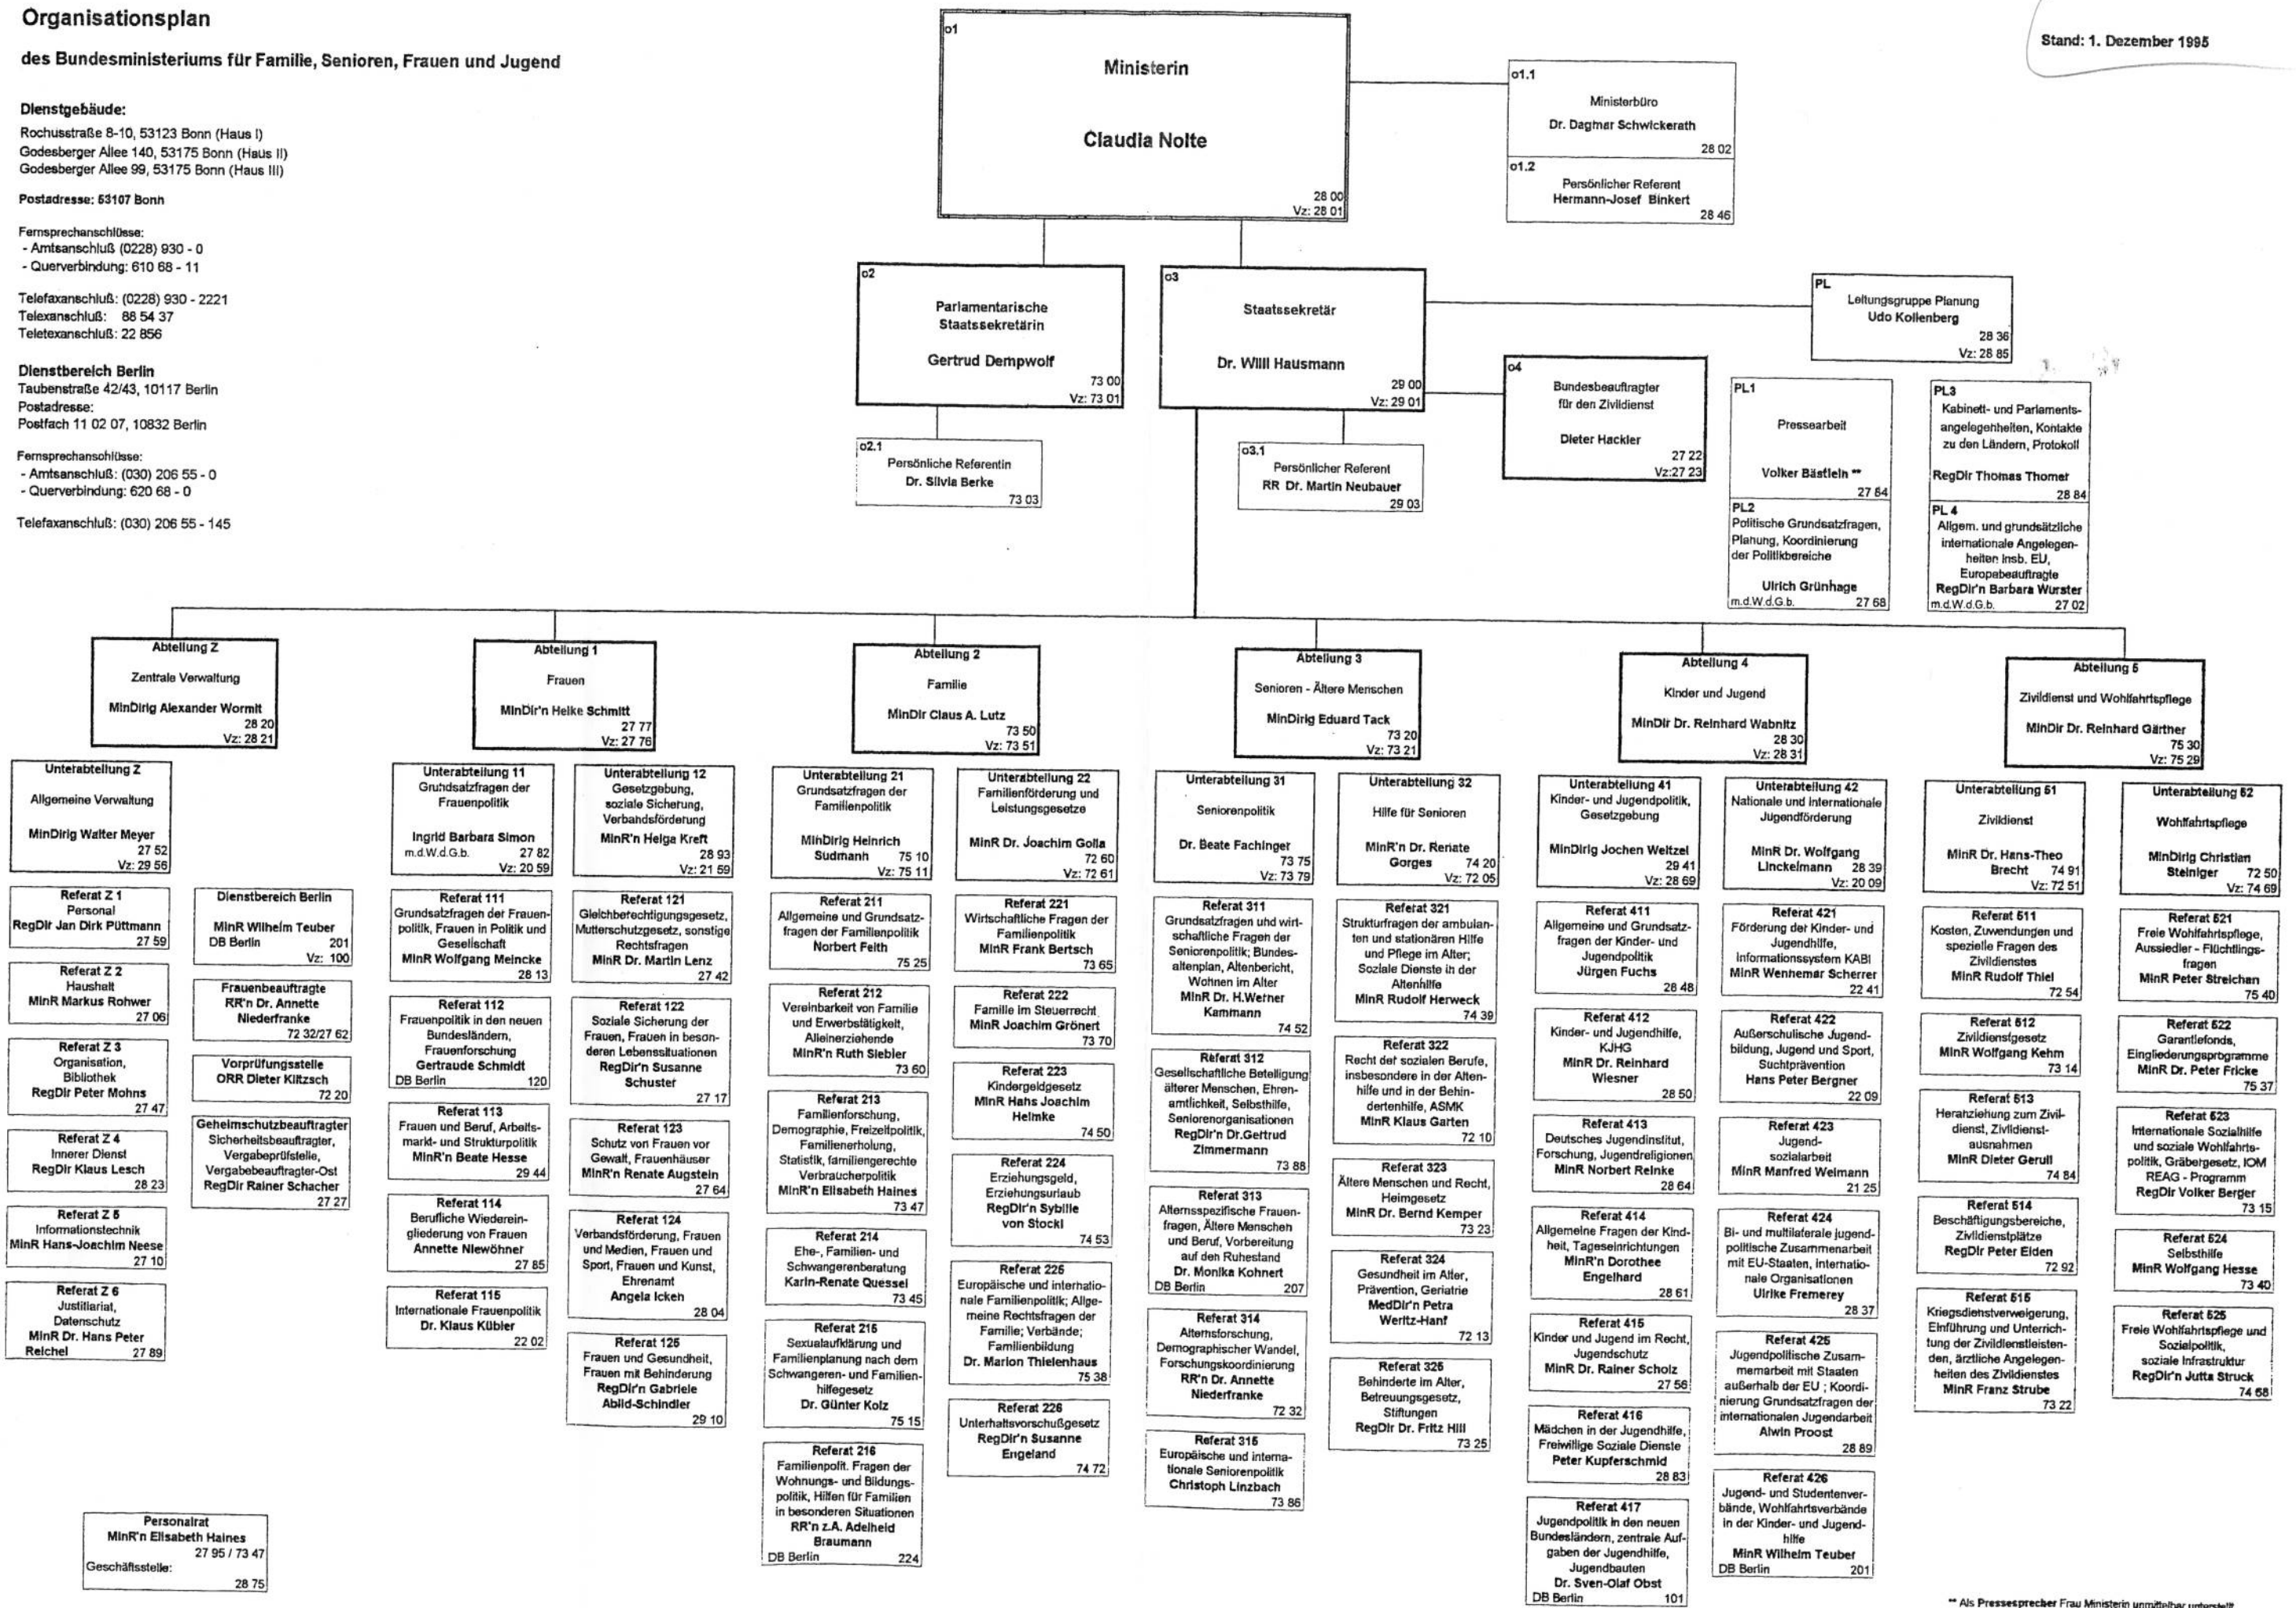 Organisationsplan
des Bundesministeriums für Familie, Senioren, Frauen und Jugend
Stand: 1. Dezember 1995
Dienstgebäude:
Rochusstraße 8-10, 53123 Bonn (Haus I)
Godesberger Allee 140, 53175 Bonn (Haus II)
Godesberger Allee 99, 53175 Bonn (Haus III)
Postadresse: 53107 Bonn
Fernsprechanschlüsse:
- Amtsanschluß (0228) 930 - 0
- Querverbindung: 610 68 - 11
Telefaxanschluß: (0228) 930 - 2221
Telexanschluß: 88 54 37
Teletexanschluß: 22 856
Dienstbereich Berlin
Taubenstraße 42/43, 10117 Berlin
Postadresse:
Postfach 11 02 07, 10832 Berlin
Fernsprechanschlüsse:
- Amtsanschluß: (030) 206 55 - 0
- Querverbindung: 620 68 - 0
Telefaxanschluß: (030) 206 55 - 145
o1
Ministerin
Claudia Nolte
28 00
Vz: 28 01
o1.1
Ministerbüro
Dr. Dagmar Schwickerath
28 02
o1.2
Persönlicher Referent
Hermann-Josef Binkert
28 46
o2
Parlamentarische
Staatssekretärin
Gertrud Dempwolf
73 00
Vz: 73 01
o2.1
Persönliche Referentin
Dr. Silvia Berke
73 03
o3
Staatssekretär
Dr. Willi Hausmann
29 00
Vz: 29 01
o3.1
Persönlicher Referent
RR Dr. Martin Neubauer
29 03
o4
Bundesbeauftragter
für den Zivildienst
Dieter Hackler
27 22
Vz:27 23
PL
Leitungsgruppe Planung
Udo Kollenberg
28 36
Vz: 28 85
PL1
Pressearbeit
Volker Bästlein **
27 84
PL2
Politische Grundsatzfragen,
Planung, Koordinierung
der Politikbereiche
Ulrich Grünhage
m.d.W.d.G.b. 27 68
PL3
Kabinett- und Parlaments-
angelegenheiten, Kontakte
zu den Ländern, Protokoll
RegDir Thomas Thomer
28 84
PL 4
Allgem. und grundsätzliche
internationale Angelegen-
heiten insb. EU,
Europabeauftragte
RegDir'n Barbara Wurster
m.d.W.d.G.b. 27 02
Abteilung Z
Zentrale Verwaltung
MinDirig Alexander Wormit
28 20
Vz: 28 21
Unterabteilung Z
Allgemeine Verwaltung
MinDirig Walter Meyer
27 52
Vz: 29 56
Referat Z 1
Personal
RegDir Jan Dirk Püttmann
27 59
Referat Z 2
Haushalt
MinR Markus Rohwer
27 06
Referat Z 3
Organisation,
Bibliothek
RegDir Peter Mohns
27 47
Referat Z 4
Innerer Dienst
RegDir Klaus Lesch
28 23
Referat Z 5
Informationstechnik
MinR Hans-Joachim Neese
27 10
Referat Z 6
Justitiariat,
Datenschutz
MinR Dr. Hans Peter
Reichel 27 89
Dienstbereich Berlin
MinR Wilhelm Teuber
DB Berlin 201
Vz: 100
Frauenbeauftragte
RR'n Dr. Annette
Niederfranke
72 32/27 62
Vorprüfungsstelle
ORR Dieter Klitzsch
72 20
Geheimschutzbeauftragter
Sicherheitsbeauftragter,
Vergabeprüfstelle,
Vergabebeauftragter-Ost
RegDir Rainer Schacher
27 27
Personalrat
MinR'n Elisabeth Haines
27 95 / 73 47
Geschäftsstelle:
28 75
Abteilung 1
Frauen
MinDir'n Heike Schmitt
27 77
Vz: 27 76
Unterabteilung 11
Grundsatzfragen der
Frauenpolitik
Ingrid Barbara Simon
m.d.W.d.G.b. 27 82
Vz: 20 59
Referat 111
Grundsatzfragen der Frauen-
politik, Frauen in Politik und
Gesellschaft
MinR Wolfgang Meincke
28 13
Referat 112
Frauenpolitik in den neuen
Bundesländern,
Frauenforschung
Gertraude Schmidt
DB Berlin 120
Referat 113
Frauen und Beruf, Arbeits-
markt- und Strukturpolitik
MinR'n Beate Hesse
29 44
Referat 114
Berufliche Wiederein-
gliederung von Frauen
Annette Niewöhner
27 85
Referat 115
Internationale Frauenpolitik
Dr. Klaus Kübler
22 02
Unterabteilung 12
Gesetzgebung,
soziale Sicherung,
Verbandsförderung
MinR'n Helga Kreft
28 93
Vz: 21 59
Referat 121
Gleichberechtigungsgesetz,
Mutterschutzgesetz, sonstige
Rechtsfragen
MinR Dr. Martin Lenz
27 42
Referat 122
Soziale Sicherung der
Frauen, Frauen in beson-
deren Lebenssituationen
RegDir'n Susanne
Schuster
27 17
Referat 123
Schutz von Frauen vor
Gewalt, Frauenhäuser
MinR'n Renate Augstein
27 64
Referat 124
Verbandsförderung, Frauen
und Medien, Frauen und
Sport, Frauen und Kunst,
Ehrenamt
Angela Icken
28 04
Referat 125
Frauen und Gesundheit,
Frauen mit Behinderung
RegDir'n Gabriele
Abild-Schindler
29 10
Abteilung 2
Familie
MinDir Claus A. Lutz
73 50
Vz: 73 51
Unterabteilung 21
Grundsatzfragen der
Familienpolitik
MinDirig Heinrich
Sudmann 75 10
Vz: 75 11
Referat 211
Allgemeine und Grundsatz-
fragen der Familienpolitik
Norbert Feith
75 25
Referat 212
Vereinbarkeit von Familie
und Erwerbstätigkeit,
Alleinerziehende
MinR'n Ruth Siebler
73 60
Referat 213
Familienforschung,
Demographie, Freizeitpolitik,
Familienerholung,
Statistik, familiengerechte
Verbraucherpolitik
MinR'n Elisabeth Haines
73 47
Referat 214
Ehe-, Familien- und
Schwangerenberatung
Karin-Renate Quessel
73 45
Referat 215
Sexualaufklärung und
Familienplanung nach dem
Schwangeren- und Familien-
hilfegesetz
Dr. Günter Kolz
75 15
Referat 216
Familienpolit. Fragen der
Wohnungs- und Bildungs-
politik, Hilfen für Familien
in besonderen Situationen
RR'n z.A. Adelheid
Braumann
DB Berlin 224
Unterabteilung 22
Familienförderung und
Leistungsgesetze
MinR Dr. Joachim Golla
72 60
Vz: 72 61
Referat 221
Wirtschaftliche Fragen der
Familienpolitik
MinR Frank Bertsch
73 65
Referat 222
Familie im Steuerrecht
MinR Joachim Grönert
73 70
Referat 223
Kindergeldgesetz
MinR Hans Joachim
Helmke
74 50
Referat 224
Erziehungsgeld,
Erziehungsurlaub
RegDir'n Sybille
von Stockl
74 53
Referat 225
Europäische und internatio-
nale Familienpolitik; Allge-
meine Rechtsfragen der
Familie; Verbände;
Familienbildung
Dr. Marion Thielenhaus
75 38
Referat 226
Unterhaltsvorschußgesetz
RegDir'n Susanne
Engeland
74 72
Abteilung 3
Senioren - Ältere Menschen
MinDirig Eduard Tack
73 20
Vz: 73 21
Unterabteilung 31
Seniorenpolitik
Dr. Beate Fachinger
73 75
Vz: 73 79
Referat 311
Grundsatzfragen und wirt-
schaftliche Fragen der
Seniorenpolitik; Bundes-
altenplan, Altenbericht,
Wohnen im Alter
MinR Dr. H.Werner
Kammann
74 52
Referat 312
Gesellschaftliche Beteiligung
älterer Menschen, Ehren-
amtlichkeit, Selbsthilfe,
Seniorenorganisationen
RegDir'n Dr.Gertrud
Zimmermann
73 88
Referat 313
Alternsspezifische Frauen-
fragen, Ältere Menschen
und Beruf, Vorbereitung
auf den Ruhestand
Dr. Monika Kohnert
DB Berlin 207
Referat 314
Alternsforschung,
Demographischer Wandel,
Forschungskoordinierung
RR'n Dr. Annette
Niederfranke
72 32
Referat 315
Europäische und interna-
tionale Seniorenpolitik
Christoph Linzbach
73 86
Unterabteilung 32
Hilfe für Senioren
MinR'n Dr. Renate
Gorges 74 20
Vz: 72 05
Referat 321
Strukturfragen der ambulan-
ten und stationären Hilfe
und Pflege im Alter;
Soziale Dienste in der
Altenhilfe
MinR Rudolf Herweck
74 39
Referat 322
Recht der sozialen Berufe,
insbesondere in der Alten-
hilfe und in der Behin-
dertenhilfe, ASMK
MinR Klaus Garten
72 10
Referat 323
Ältere Menschen und Recht,
Heimgesetz
MinR Dr. Bernd Kemper
73 23
Referat 324
Gesundheit im Alter,
Prävention, Geriatrie
MedDir'n Petra
Weritz-Hanf
72 13
Referat 325
Behinderte im Alter,
Betreuungsgesetz,
Stiftungen
RegDir Dr. Fritz Hill
73 25
Abteilung 4
Kinder und Jugend
MinDir Dr. Reinhard Wabnitz
28 30
Vz: 28 31
Unterabteilung 41
Kinder- und Jugendpolitik,
Gesetzgebung
MinDirig Jochen Weitzel
29 41
Vz: 28 69
Referat 411
Allgemeine und Grundsatz-
fragen der Kinder- und
Jugendpolitik
Jürgen Fuchs
28 48
Referat 412
Kinder- und Jugendhilfe,
KJHG
MinR Dr. Reinhard
Wiesner
28 50
Referat 413
Deutsches Jugendinstitut,
Forschung, Jugendreligionen
MinR Norbert Reinke
28 64
Referat 414
Allgemeine Fragen der Kind-
heit, Tageseinrichtungen
MinR'n Dorothee
Engelhard
28 61
Referat 415
Kinder und Jugend im Recht,
Jugendschutz
MinR Dr. Rainer Scholz
27 56
Referat 416
Mädchen in der Jugendhilfe,
Freiwillige Soziale Dienste
Peter Kupferschmid
28 83
Referat 417
Jugendpolitik in den neuen
Bundesländern, zentrale Auf-
gaben der Jugendhilfe,
Jugendbauten
Dr. Sven-Olaf Obst
DB Berlin 101
Unterabteilung 42
Nationale und Internationale
Jugendförderung
MinR Dr. Wolfgang
Linckelmann 28 39
Vz: 20 09
Referat 421
Förderung der Kinder- und
Jugendhilfe,
Informationssystem KABI
MinR Wenhemar Scherrer
22 41
Referat 422
Außerschulische Jugend-
bildung, Jugend und Sport,
Suchtprävention
Hans Peter Bergner
22 09
Referat 423
Jugend-
sozialarbeit
MinR Manfred Weimann
21 25
Referat 424
Bi- und multilaterale jugend-
politische Zusammenarbeit
mit EU-Staaten, internatio-
nale Organisationen
Ulrike Fremerey
28 37
Referat 425
Jugendpolitische Zusam-
menarbeit mit Staaten
außerhalb der EU ; Koordi-
nierung Grundsatzfragen der
internationalen Jugendarbeit
Alwin Proost
28 89
Referat 426
Jugend- und Studentenver-
bände, Wohlfahrtsverbände
in der Kinder- und Jugend-
hilfe
MinR Wilhelm Teuber
DB Berlin 201
Abteilung 5
Zivildienst und Wohlfahrtspflege
MinDir Dr. Reinhard Gärtner
75 30
Vz: 75 29
Unterabteilung 51
Zivildienst
MinR Dr. Hans-Theo
Brecht 74 91
Vz: 72 51
Referat 511
Kosten, Zuwendungen und
spezielle Fragen des
Zivildienstes
MinR Rudolf Thiel
72 54
Referat 512
Zivildienstgesetz
MinR Wolfgang Kehm
73 14
Referat 513
Heranziehung zum Zivil-
dienst, Zivildienst-
ausnahmen
MinR Dieter Gerull
74 84
Referat 514
Beschäftigungsbereiche,
Zivildienstplätze
RegDir Peter Eiden
72 92
Referat 515
Kriegsdienstverweigerung,
Einführung und Unterrich-
tung der Zivildienstleisten-
den, ärztliche Angelegen-
heiten des Zivildienstes
MinR Franz Strube
73 22
Unterabteilung 52
Wohlfahrtspflege
MinDirig Christian
Steiniger 72 50
Vz: 74 69
Referat 521
Freie Wohlfahrtspflege,
Aussiedler - Flüchtlings-
fragen
MinR Peter Streichan
75 40
Referat 522
Garantiefonds,
Eingliederungsprogramme
MinR Dr. Peter Fricke
75 37
Referat 523
Internationale Sozialhilfe
und soziale Wohlfahrts-
politik, Gräbergesetz, IOM
REAG - Programm
RegDir Volker Berger
73 15
Referat 524
Selbsthilfe
MinR Wolfgang Hesse
73 40
Referat 525
Freie Wohlfahrtspflege und
Sozialpolitik,
soziale Infrastruktur
RegDir'n Jutta Struck
74 68
** Als Pressesprecher Frau Ministerin unmittelbar unterstellt